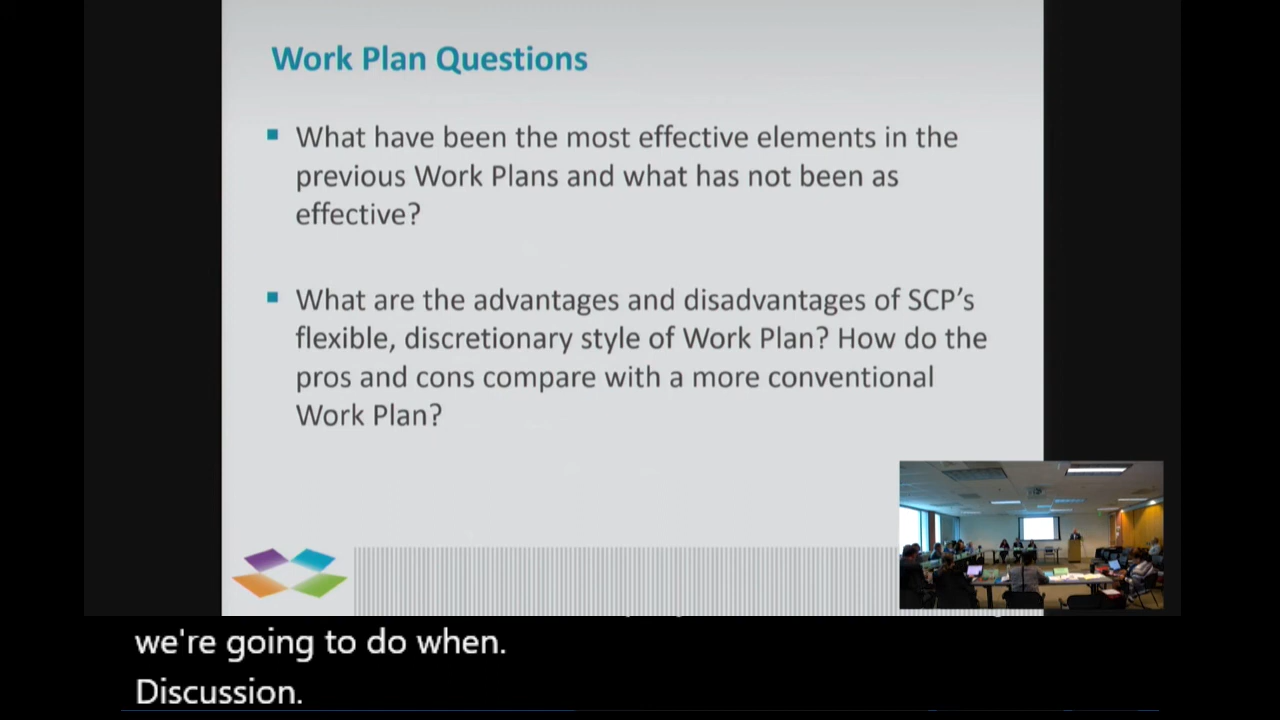 Work Plan Questions
What have been the most effective elements in the
previous Work Plans and what has not been as
effective?
What are the advantages and disadvantages of SCP’s
flexible, discretionary style of Work Plan? How do the
pros and cons compare with a more conventional
Work Plan?
we're going to do when.
Discussion.